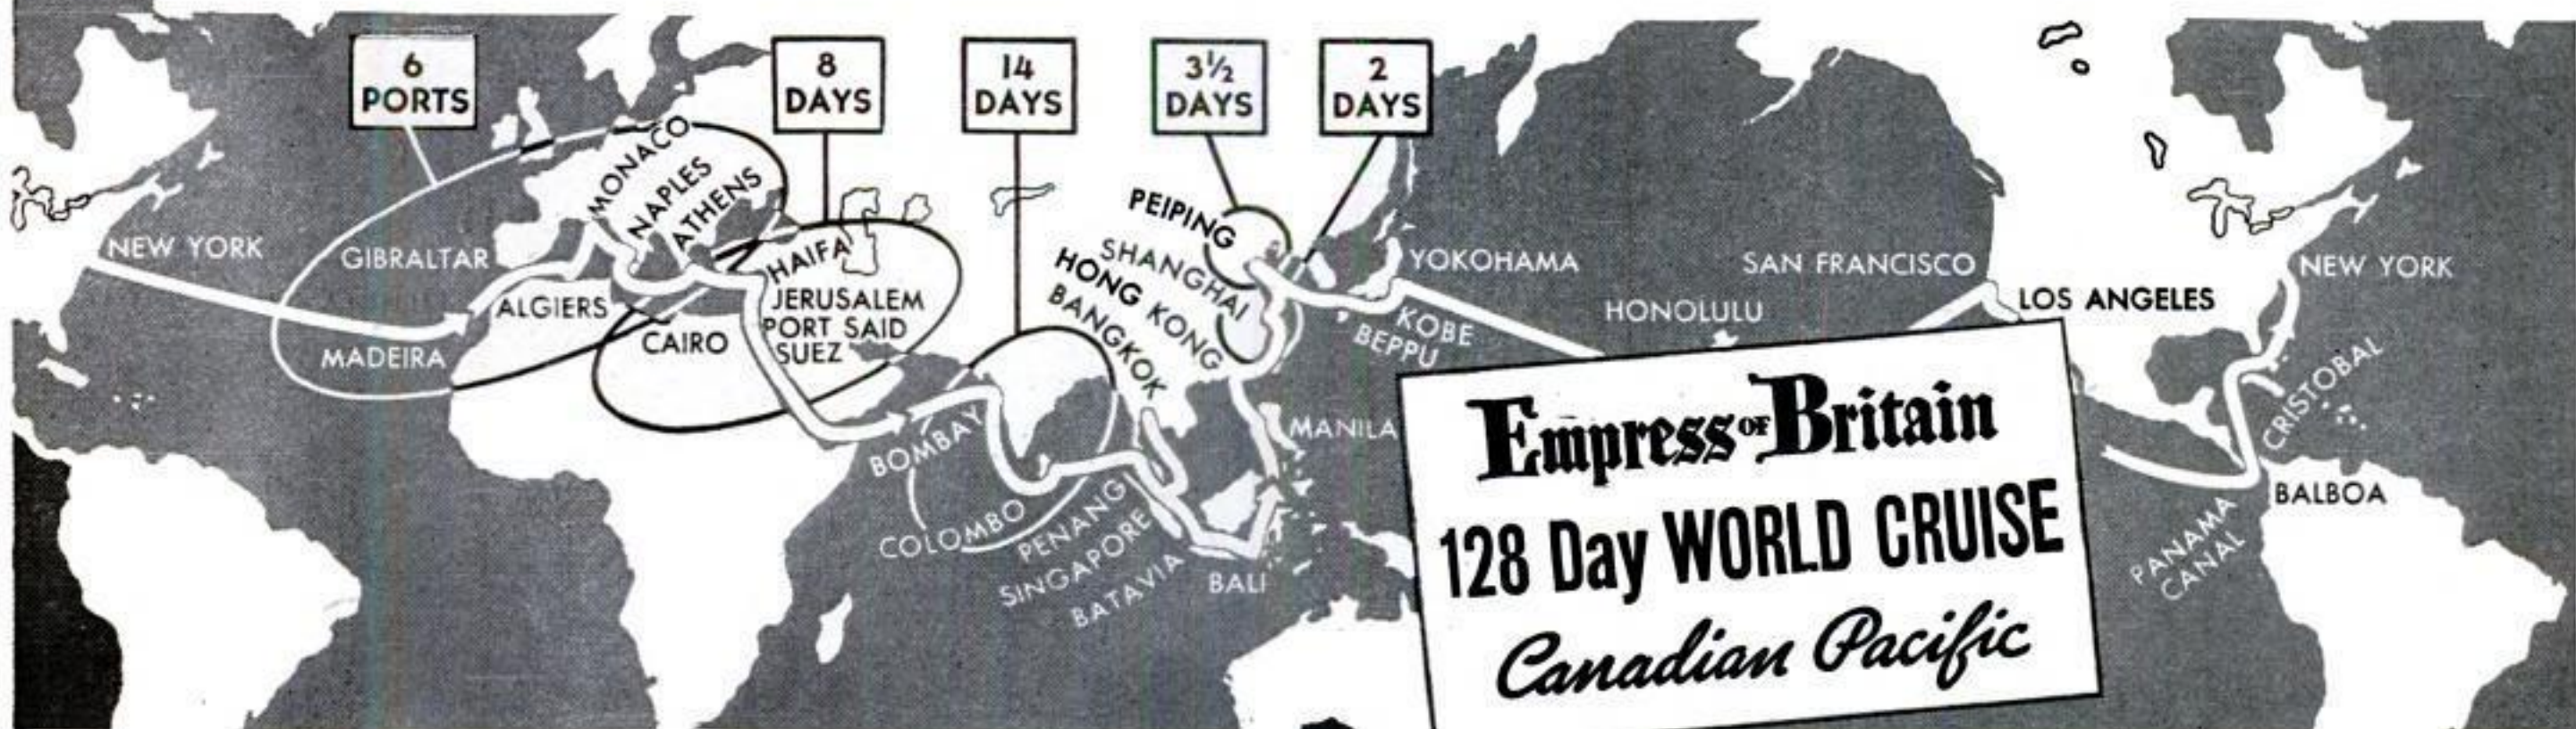 6
PORTS
8
DAYS
14
DAYS
3½
DAYS
2
DAYS
NEW YORK
GIBRALTAR
MADEIRA
ALGIERS
MONACO
NAPLES
ATHENS
CAIRO
HAIFA
JERUSALEM
PORT SAID
SUEZ
BOMBAY
COLOMBO
PENANG
SINGAPORE
BATAVIA
BALI
BANGKOK
HONG KONG
SHANGHAI
PEIPING
MANILA
BEPPU
KOBE
YOKOHAMA
HONOLULU
SAN FRANCISCO
LOS ANGELES
PANAMA
CANAL
BALBOA
CRISTOBAL
NEW YORK
Empress OF Britain
128 Day WORLD CRUISE
Canadian Pacific